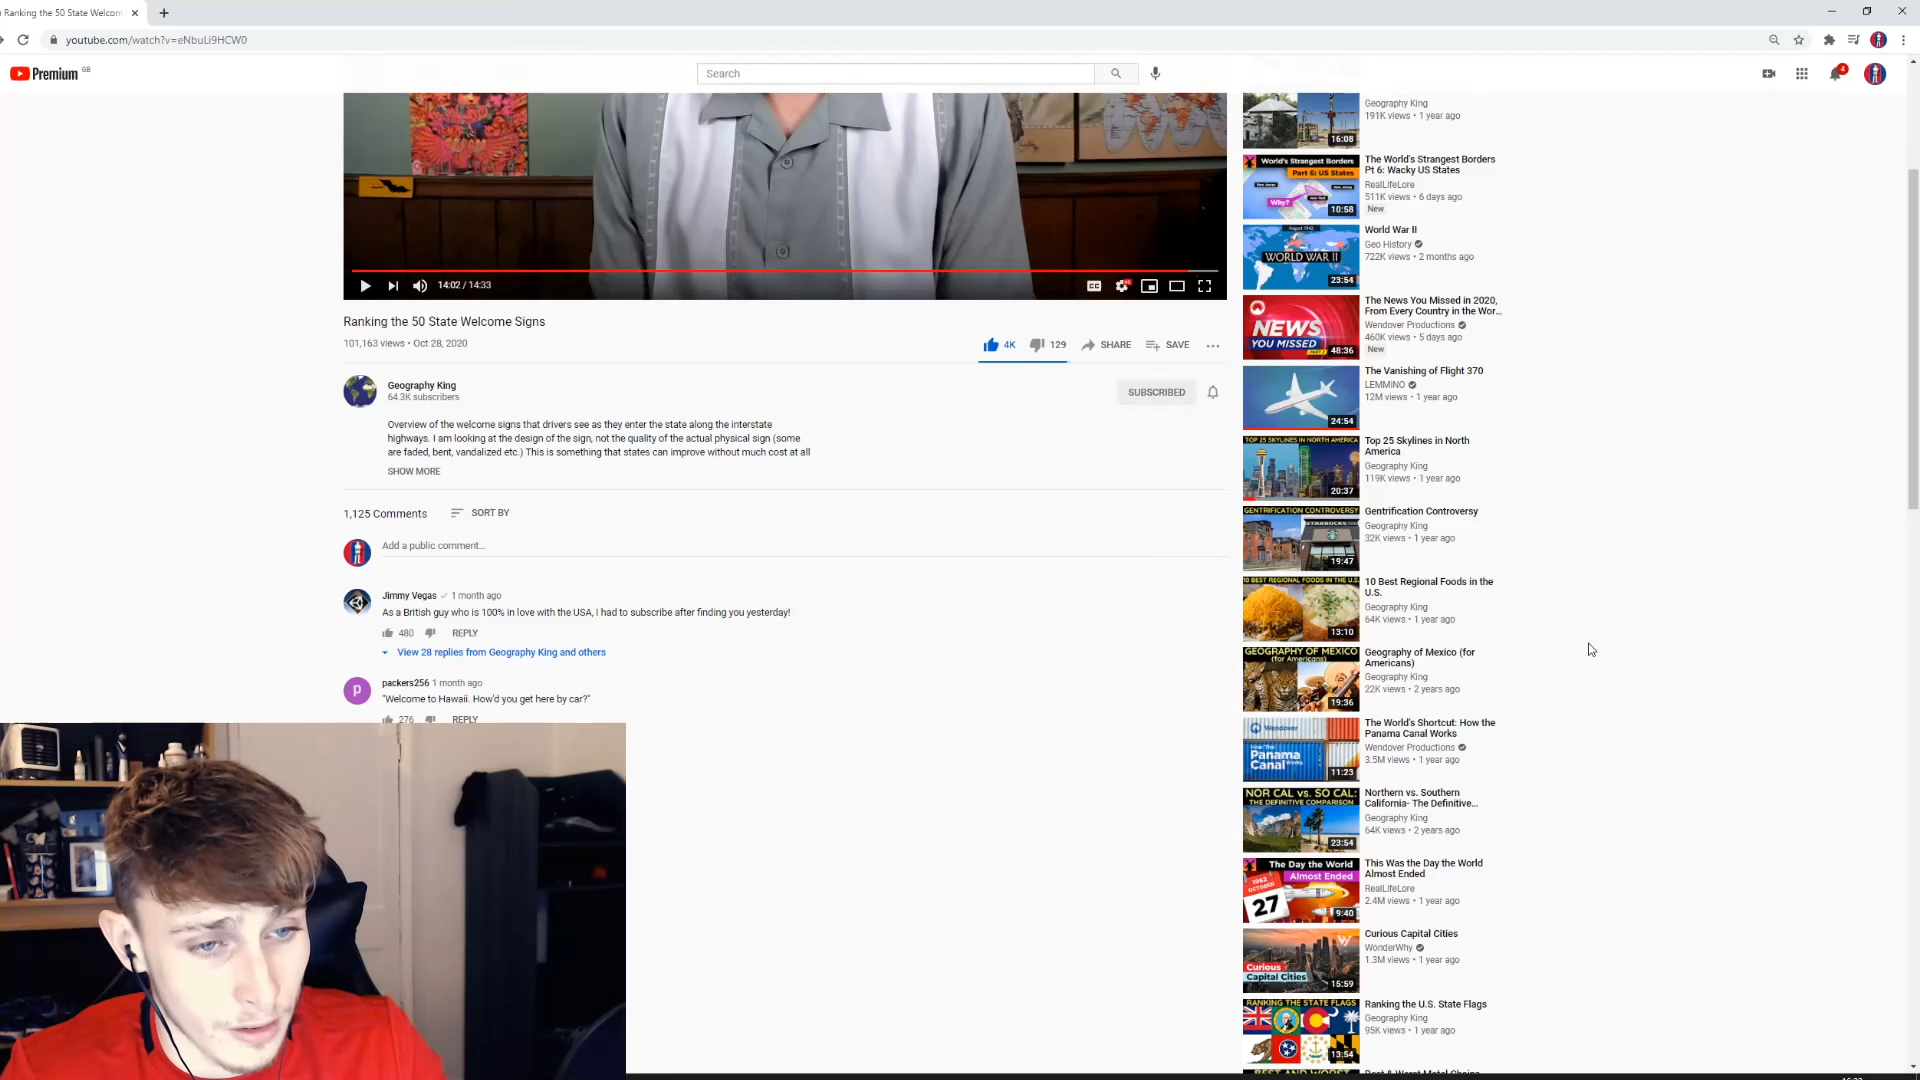 Ranking the 50 State Welcom
youtube.com/watch?v=eNbuLi9HCW0
Premium GB
Search
4
14:02 / 14:33
Ranking the 50 State Welcome Signs
101,163 views • Oct 28, 2020
4K
129
SHARE
SAVE
Geography King
64.3K subscribers
SUBSCRIBED
Overview of the welcome signs that drivers see as they enter the state along the interstate
highways. I am looking at the design of the sign, not the quality of the actual physical sign (some
are faded, bent, vandalized etc.) This is something that states can improve without much cost at all
SHOW MORE
1,125 Comments
SORT BY
Add a public comment...
Jimmy Vegas 1 month ago
As a British guy who is 100% in love with the USA, I had to subscribe after finding you yesterday!
480
REPLY
View 28 replies from Geography King and others
p
packers256 1 month ago
"Welcome to Hawaii. How'd you get here by car?"
276
REPLY
Geography King
191K views • 1 year ago
16:08
World's Strangest Borders
Part 6: US States
Why?
10:58
The World's Strangest Borders
Pt 6: Wacky US States
RealLifeLore
511K views • 6 days ago
New
August 1942
WORLD WAR II
23:54
World War II
Geo History
722K views • 2 months ago
NEWS
YOU MISSED
48:36
The News You Missed in 2020,
From Every Country in the Wor...
Wendover Productions
460K views • 5 days ago
New
24:54
The Vanishing of Flight 370
LEMMiNO
12M views • 1 year ago
TOP 25 SKYLINES IN NORTH AMERICA
20:37
Top 25 Skylines in North
America
Geography King
119K views • 1 year ago
GENTRIFICATION CONTROVERSY
STARBUCKS
19:47
Gentrification Controversy
Geography King
32K views • 1 year ago
10 BEST REGIONAL FOODS IN THE U.S.
13:10
10 Best Regional Foods in the
U.S.
Geography King
64K views • 1 year ago
GEOGRAPHY OF MEXICO
(for Americans)
19:36
Geography of Mexico (for
Americans)
Geography King
22K views • 2 years ago
Wendover
Panama
Canal
11:23
The World's Shortcut: How the
Panama Canal Works
Wendover Productions
3.5M views • 1 year ago
NOR CAL vs. SO CAL:
THE DEFINITIVE COMPARISON
23:54
Northern vs. Southern
California- The Definitive...
Geography King
64K views • 2 years ago
The Day the World
Almost Ended
1962
OCTOBER
27
9:40
This Was the Day the World
Almost Ended
RealLifeLore
2.4M views • 1 year ago
Curious
Capital Cities
15:59
Curious Capital Cities
WonderWhy
1.3M views • 1 year ago
RANKING THE STATE FLAGS
13:54
Ranking the U.S. State Flags
Geography King
95K views • 1 year ago